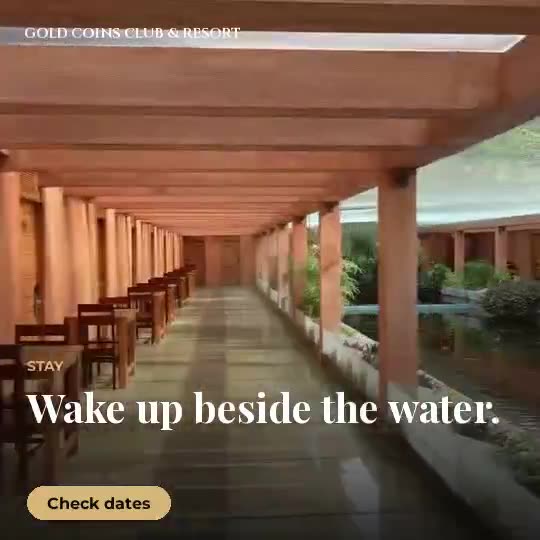 GOLD COINS CLUB & RESORT
STAY
Wake up beside the water.
Check dates